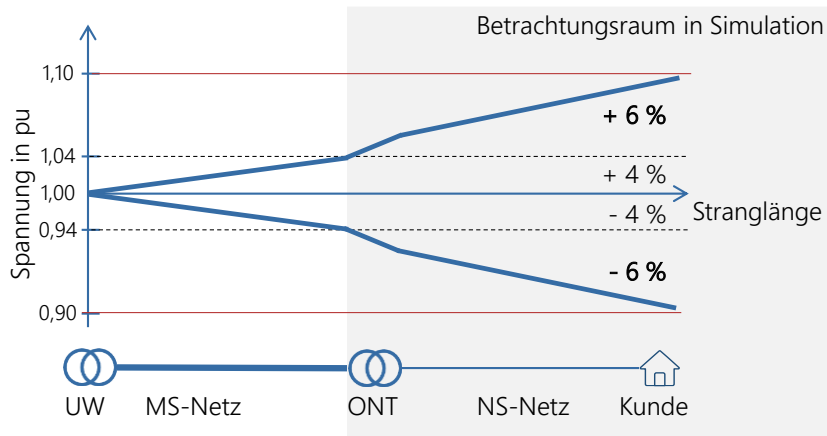 Betrachtungsraum in Simulation
Spannung in pu
1,10
+ 6 %
1,04
+ 4 %
1,00
- 4 %
Stranglänge
0,94
- 6 %
0,90
UW MS-Netz ONT NS-Netz Kunde